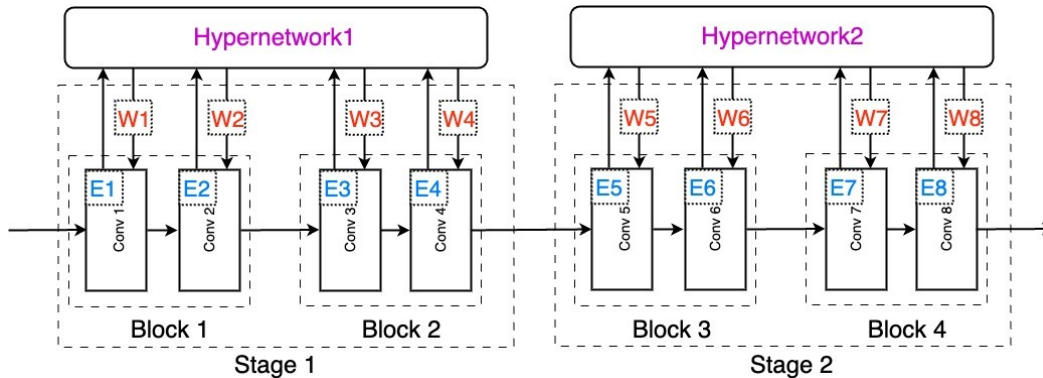 Hypernetwork1
Hypernetwork2
W1 W2 W3 W4 W5 W6 W7 W8
E1 E2 E3 E4 E5 E6 E7 E8
Conv 1 Conv 2 Conv 3 Conv 4 Conv 5 Conv 6 Conv 7 Conv 8
Block 1 Block 2 Block 3 Block 4
Stage 1 Stage 2